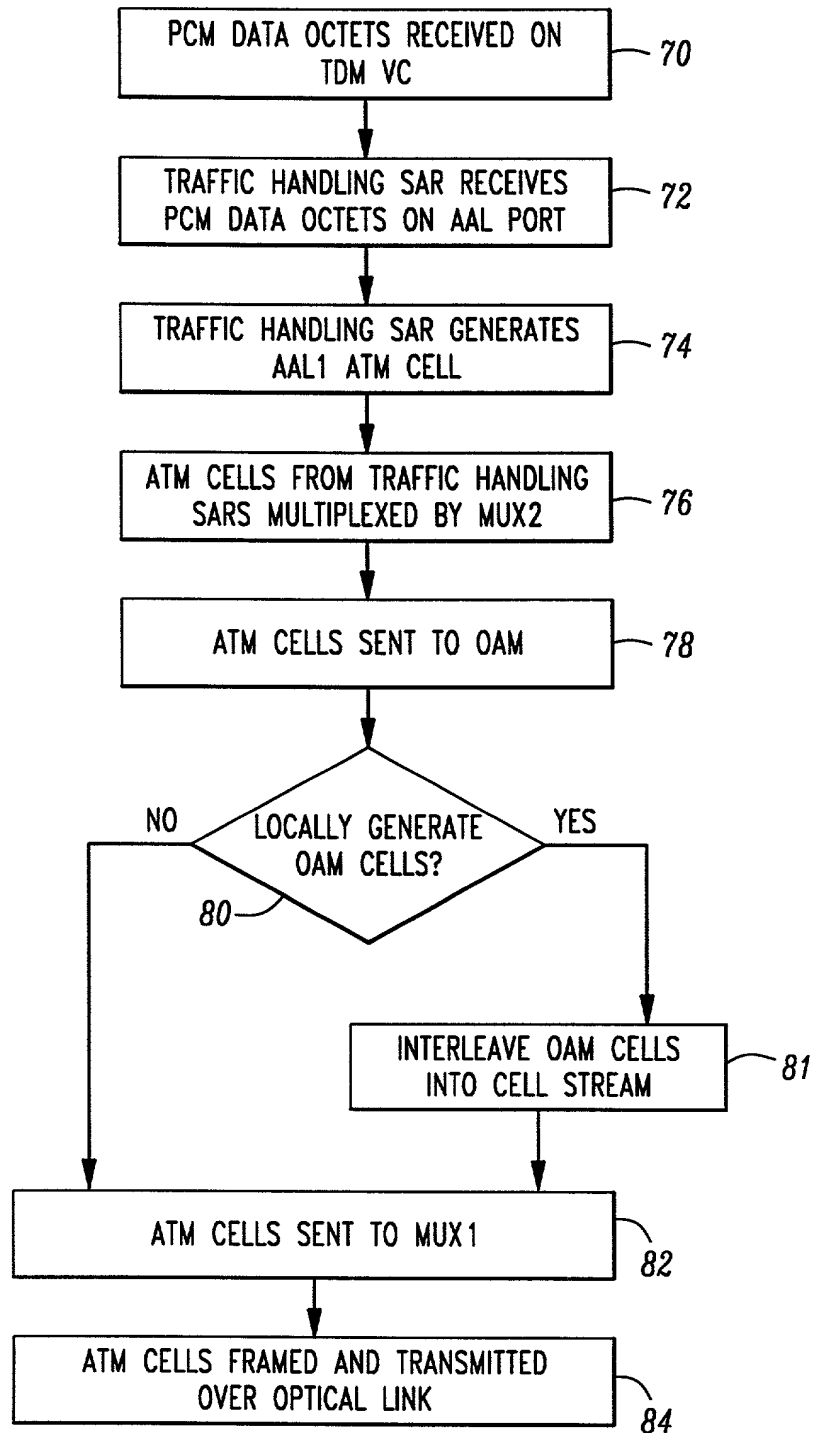 PCM DATA OCTETS RECEIVED ON
TDM VC
70
TRAFFIC HANDLING SAR RECEIVES
PCM DATA OCTETS ON AAL PORT
72
TRAFFIC HANDLING SAR GENERATES
AAL1 ATM CELL
74
ATM CELLS FROM TRAFFIC HANDLING
SARS MULTIPLEXED BY MUX2
76
ATM CELLS SENT TO OAM
78
NO
LOCALLY GENERATE
OAM CELLS?
YES
80
INTERLEAVE OAM CELLS
INTO CELL STREAM
81
ATM CELLS SENT TO MUX1
82
ATM CELLS FRAMED AND TRANSMITTED
OVER OPTICAL LINK
84